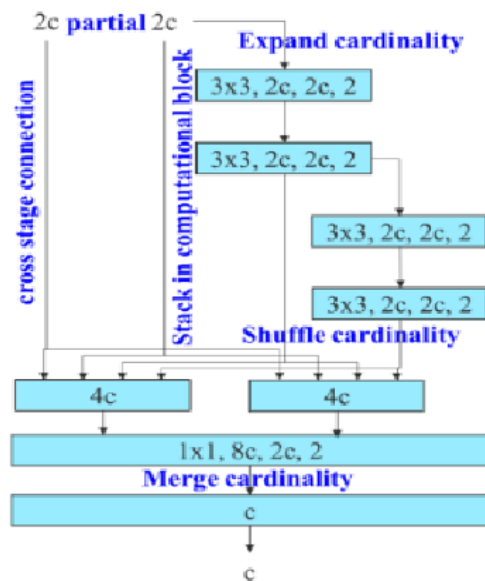 2c partial 2c
Expand cardinality
3x3, 2c, 2c, 2
3x3, 2c, 2c, 2
cross stage connection
Stack in computational block
3x3, 2c, 2c, 2
3x3, 2c, 2c, 2
Shuffle cardinality
4c 4c
1x1, 8c, 2c, 2
Merge cardinality
c
c